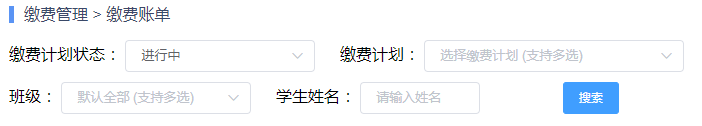 缴费管理 > 缴费账单
缴费计划状态： 进行中 缴费计划： 选择缴费计划 (支持多选)
班级： 默认全部 (支持多选) 学生姓名： 请输入姓名 搜索